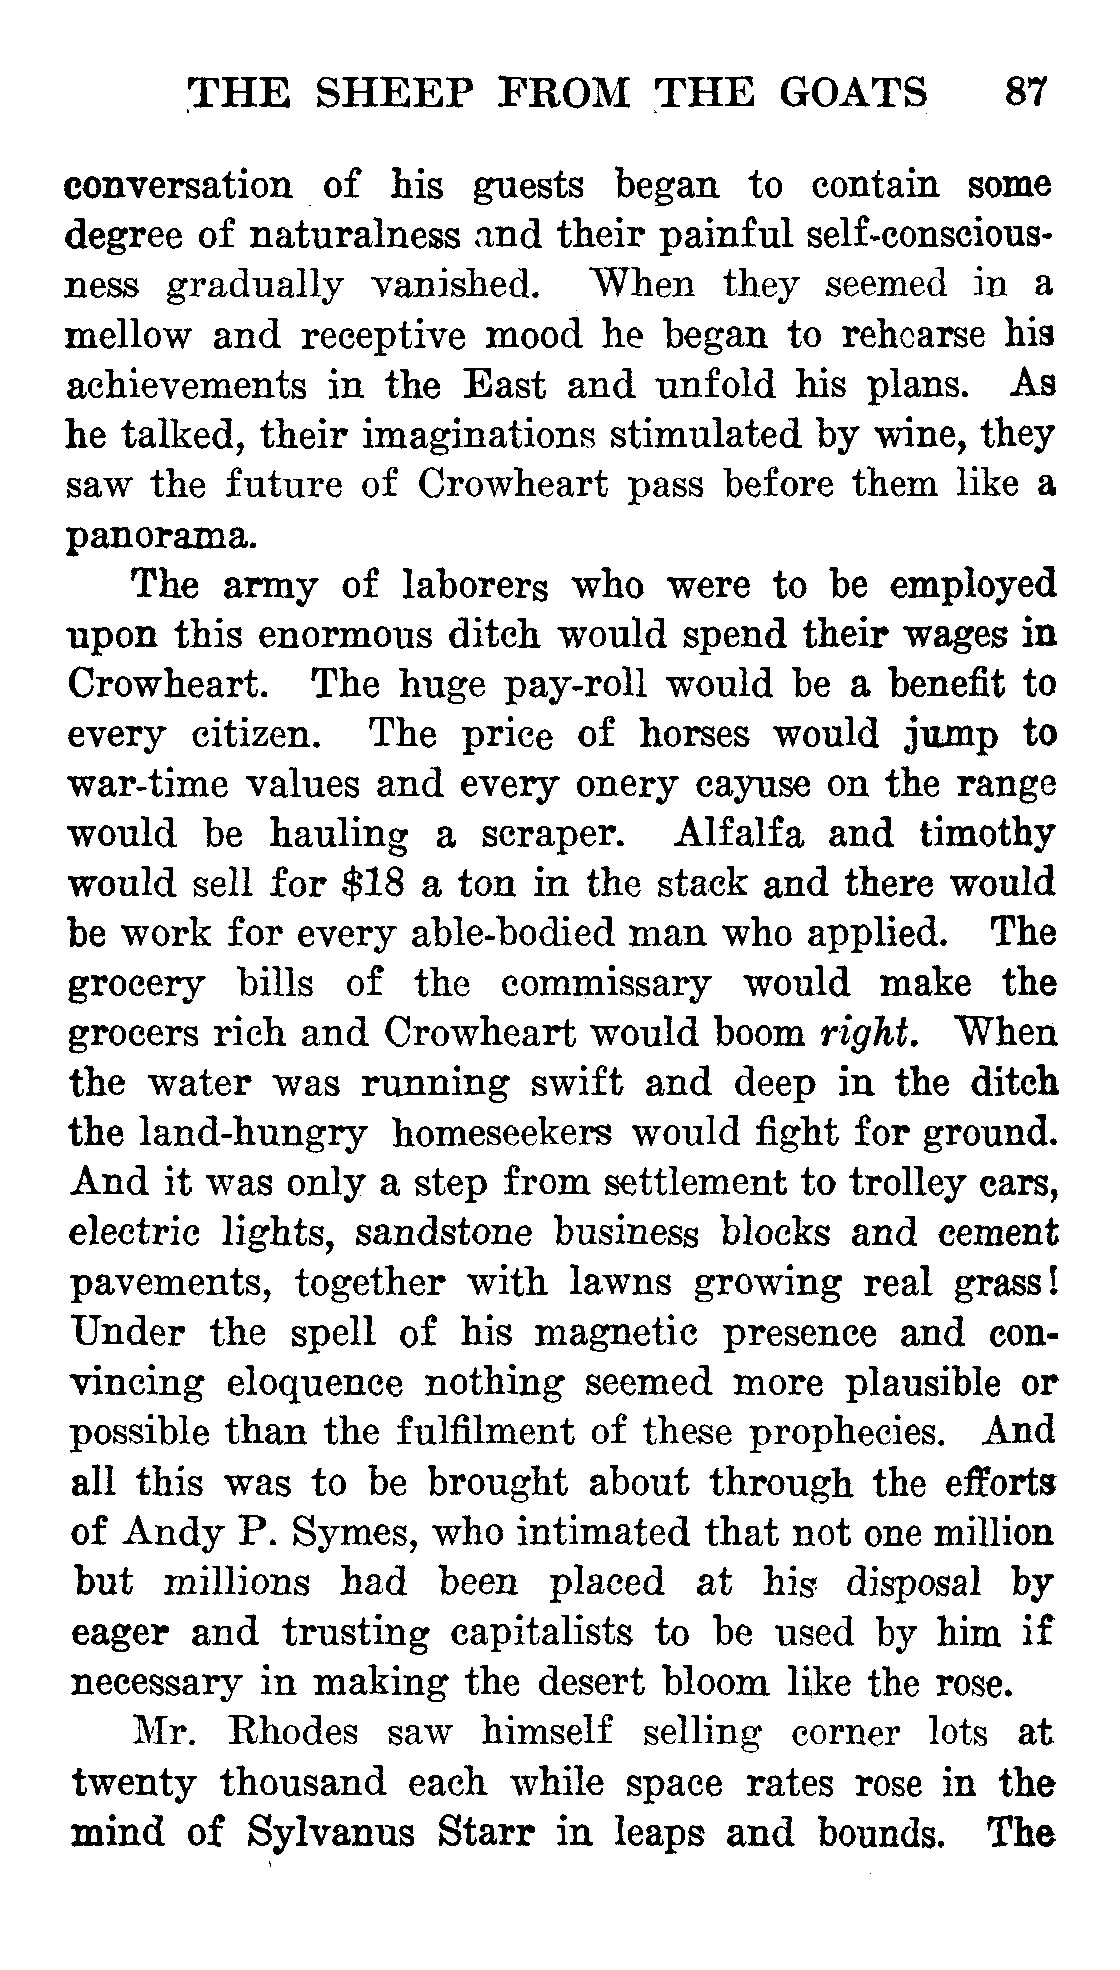 THE SHEEP FROM THE GOATS 87
conversation of his guests began to contain some
degree of naturalness and their painful self-conscious-
ness gradually vanished. When they seemed in a
mellow and receptive mood he began to rehearse his
achievements in the East and unfold his plans. As
he talked, their imaginations stimulated by wine, they
saw the future of Crowheart pass before them like a
panorama.
The army of laborers who were to be employed
upon this enormous ditch would spend their wages in
Crowheart. The huge pay-roll would be a benefit to
every citizen. The price of horses would jump to
war-time values and every onery cayuse on the range
would be hauling a scraper. Alfalfa and timothy
would sell for $18 a ton in the stack and there would
be work for every able-bodied man who applied. The
grocery bills of the commissary would make the
grocers rich and Crowheart would boom right. When
the water was running swift and deep in the ditch
the land-hungry homeseekers would fight for ground.
And it was only a step from settlement to trolley cars,
electric lights, sandstone business blocks and cement
pavements, together with lawns growing real grass!
Under the spell of his magnetic presence and con-
vincing eloquence nothing seemed more plausible or
possible than the fulfilment of these prophecies. And
all this was to be brought about through the efforts
of Andy P. Symes, who intimated that not one million
but millions had been placed at his disposal by
eager and trusting capitalists to be used by him if
necessary in making the desert bloom like the rose.
Mr. Rhodes saw himself selling corner lots at
twenty thousand each while space rates rose in the
mind of Sylvanus Starr in leaps and bounds. The